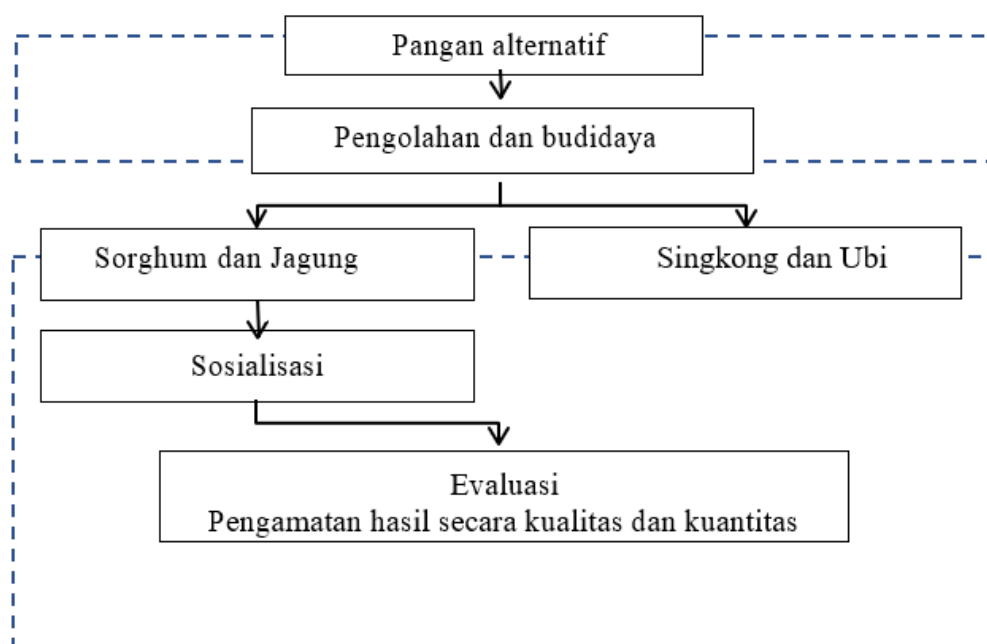 Pangan alternatif
Pengolahan dan budidaya
Sorghum dan Jagung
Singkong dan Ubi
Sosialisasi
Evaluasi
Pengamatan hasil secara kualitas dan kuantitas